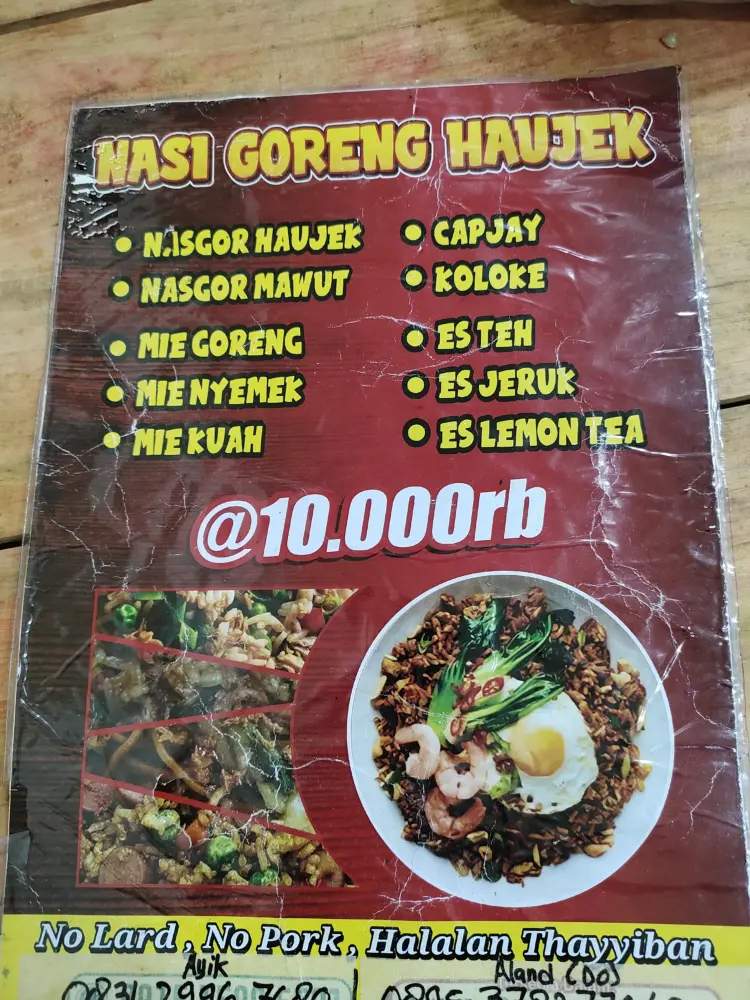 NASI GORENG HAUJEK
• NASGOR HAUJEK
• NASGOR MAWUT
• MIE GORENG
• MIE NYEMEK
• MIE KUAH
• CAPJAY
• KOLOKE
• ES TEH
• ES JERUK
• ES LEMON TEA
@10.000rb
No Lard , No Pork , Halalan Thayyiban
Ayik
Aland (DO)